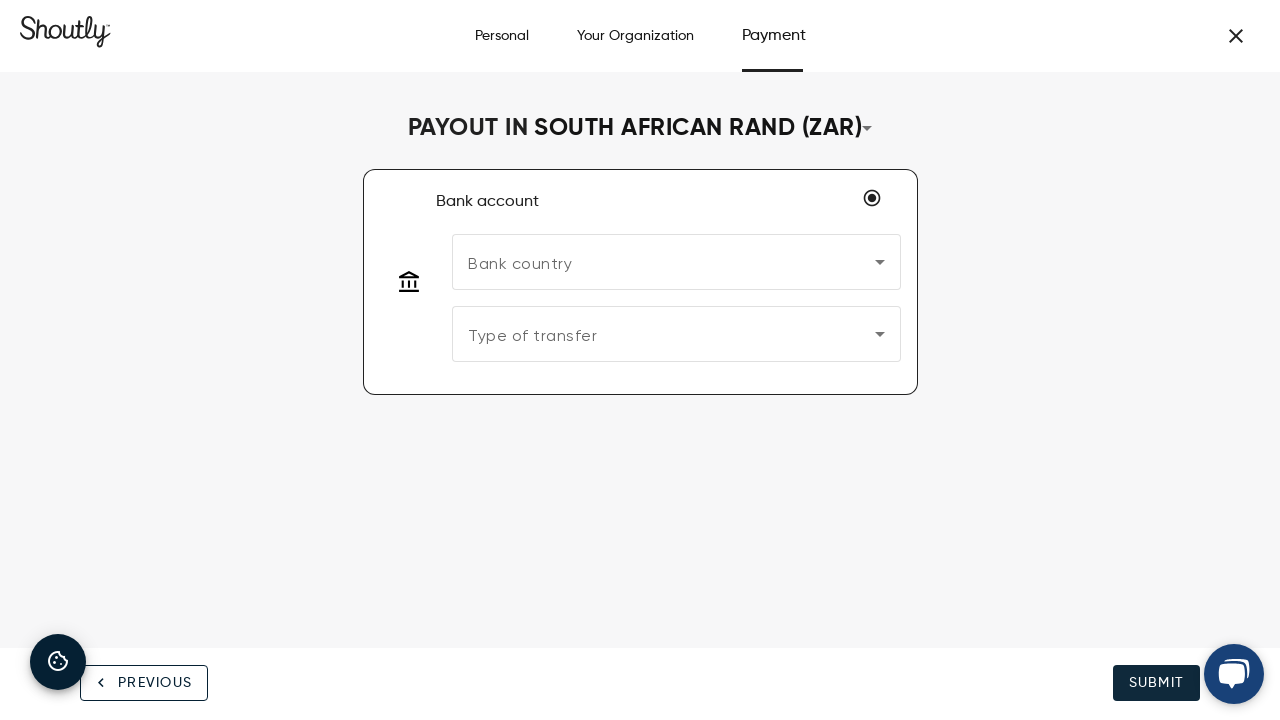 Shoutly™
Personal
Your Organization
Payment
PAYOUT IN SOUTH AFRICAN RAND (ZAR)
Bank account
Bank country
Type of transfer
PREVIOUS
SUBMIT